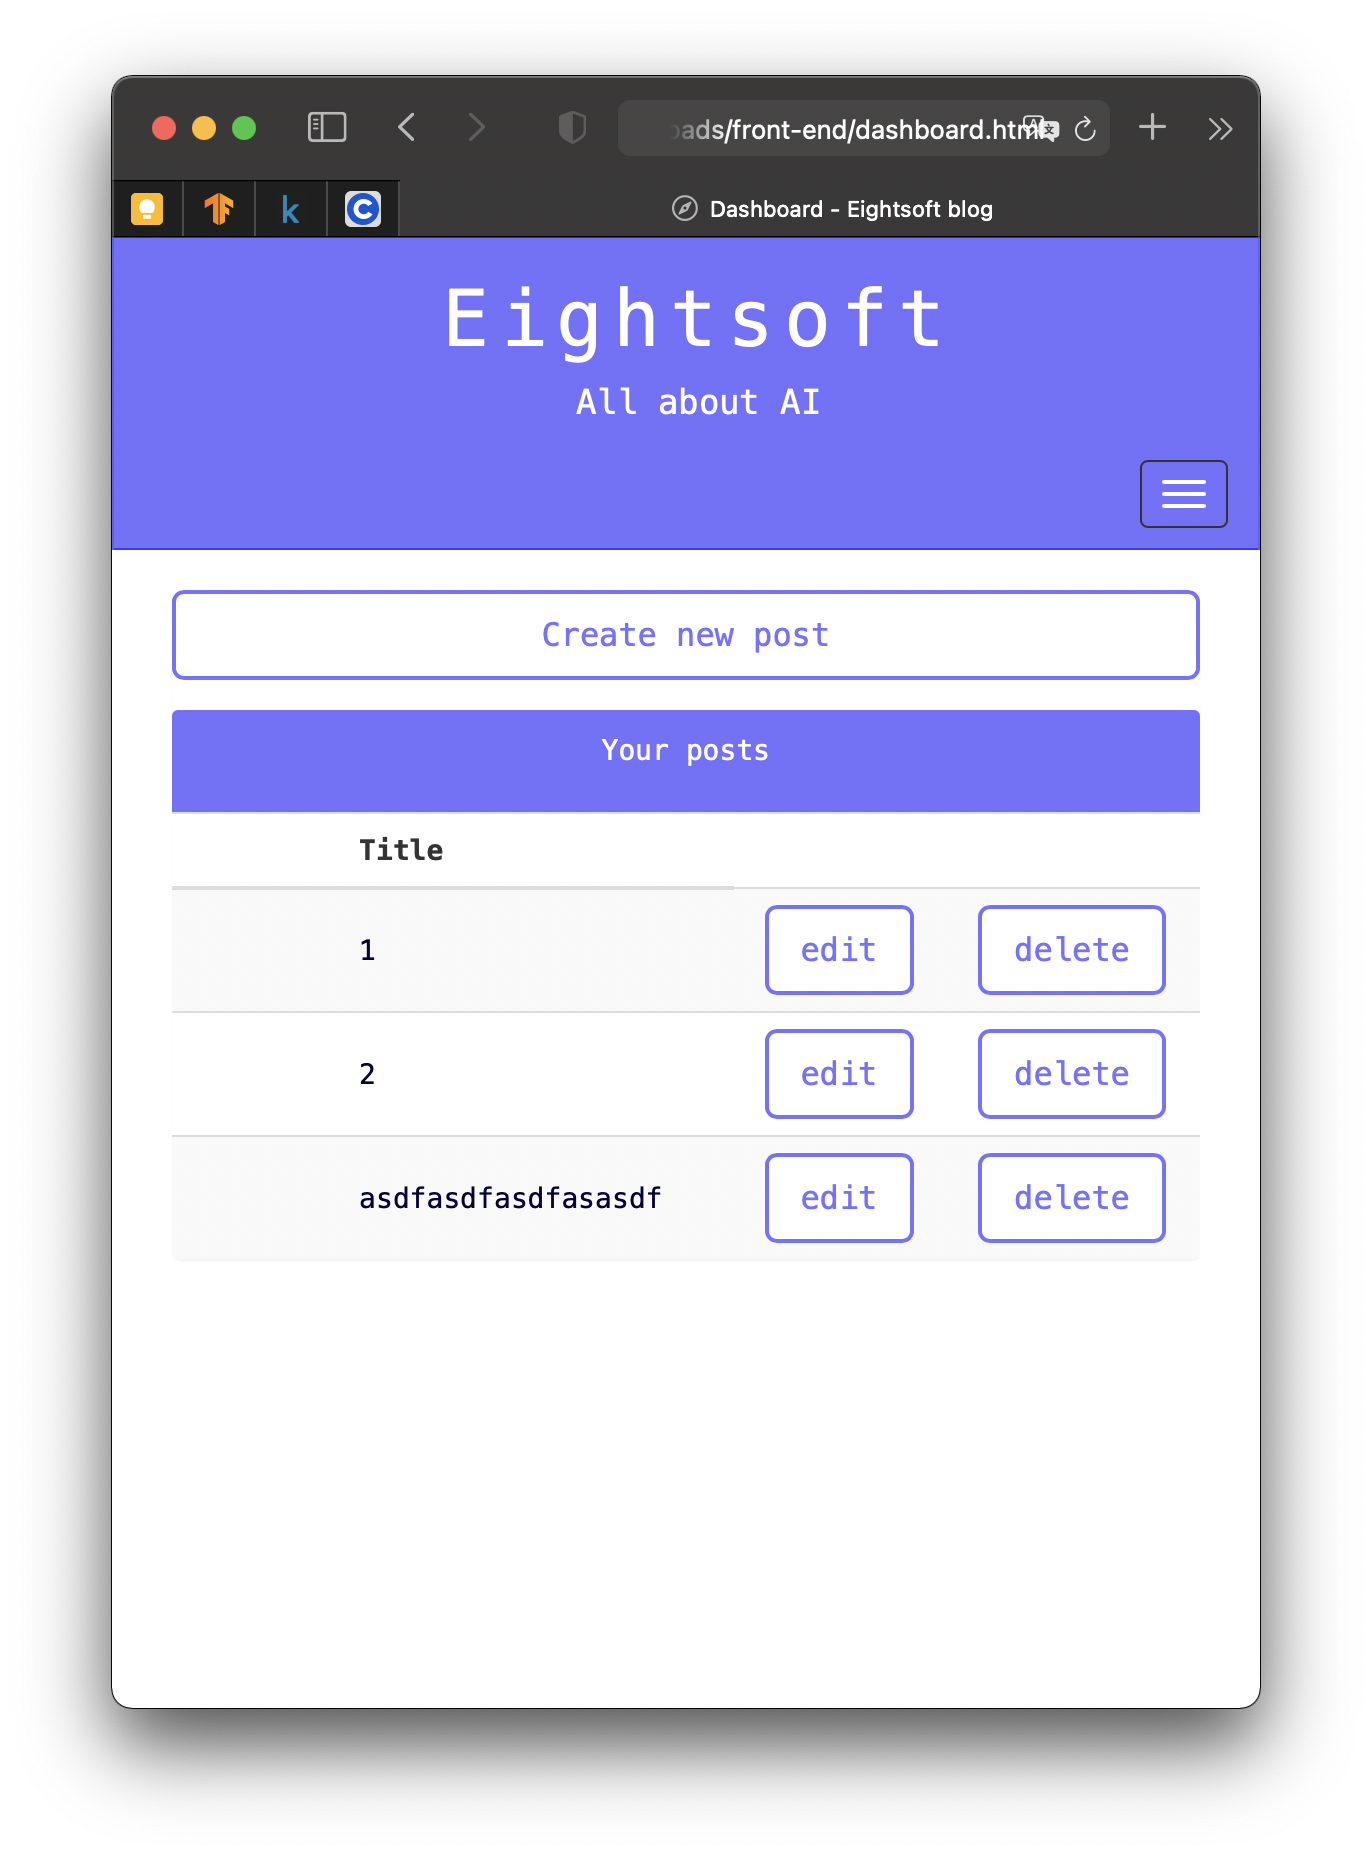 ads/front-end/dashboard.htm
k
C
Dashboard - Eightsoft blog
Eightsoft
All about AI
Create new post
Your posts
Title
1 edit delete
2 edit delete
asdfasdfasdfasasdf edit delete